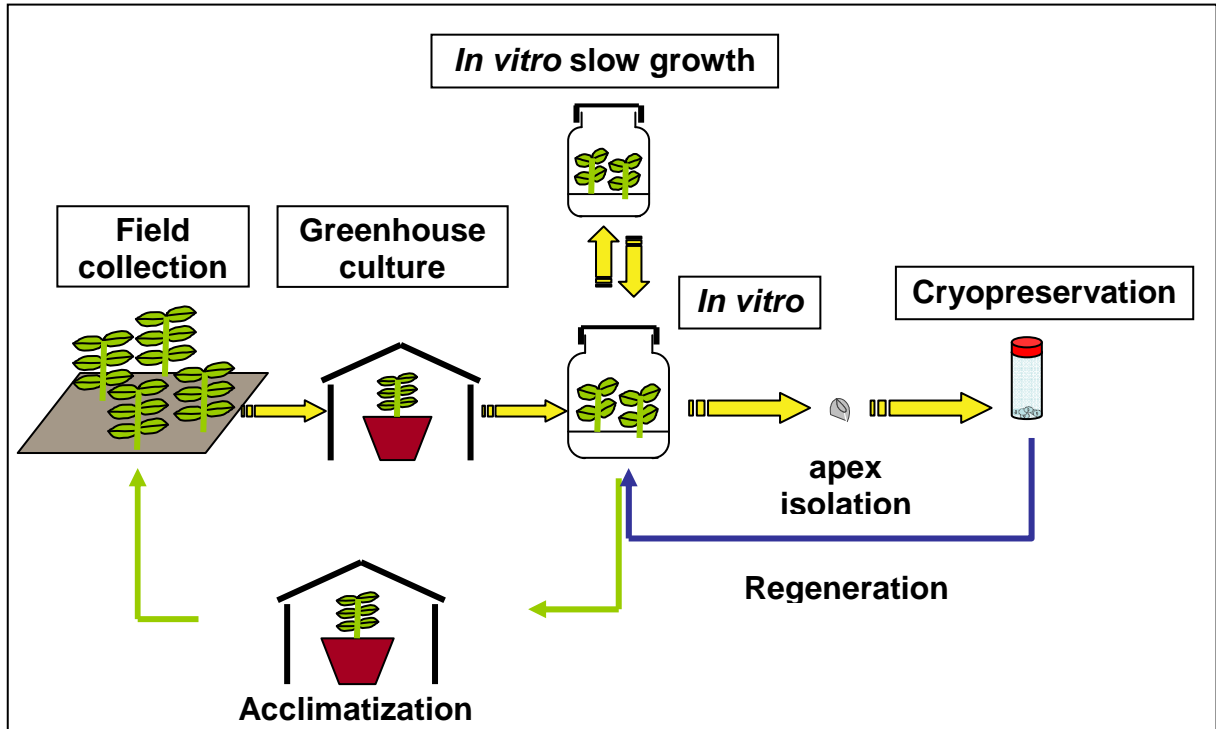 In vitro slow growth
Field
collection
Greenhouse
culture
In vitro
Cryopreservation
apex
isolation
Regeneration
Acclimatization